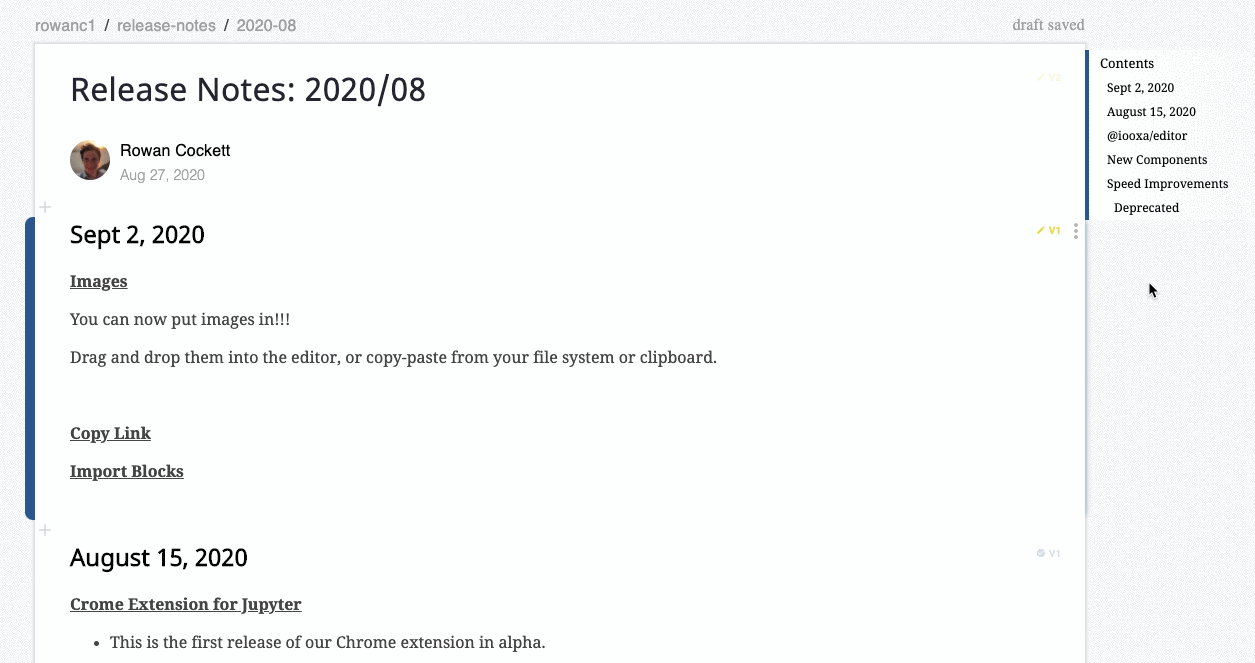 rowanc1 / release-notes / 2020-08
draft saved
Release Notes: 2020/08
V2
Rowan Cockett
Aug 27, 2020
Sept 2, 2020
V1
Images
You can now put images in!!!
Drag and drop them into the editor, or copy-paste from your file system or clipboard.
Copy Link
Import Blocks
August 15, 2020
V1
Crome Extension for Jupyter
• This is the first release of our Chrome extension in alpha.
Contents
Sept 2, 2020
August 15, 2020
@iooxa/editor
New Components
Speed Improvements
Deprecated